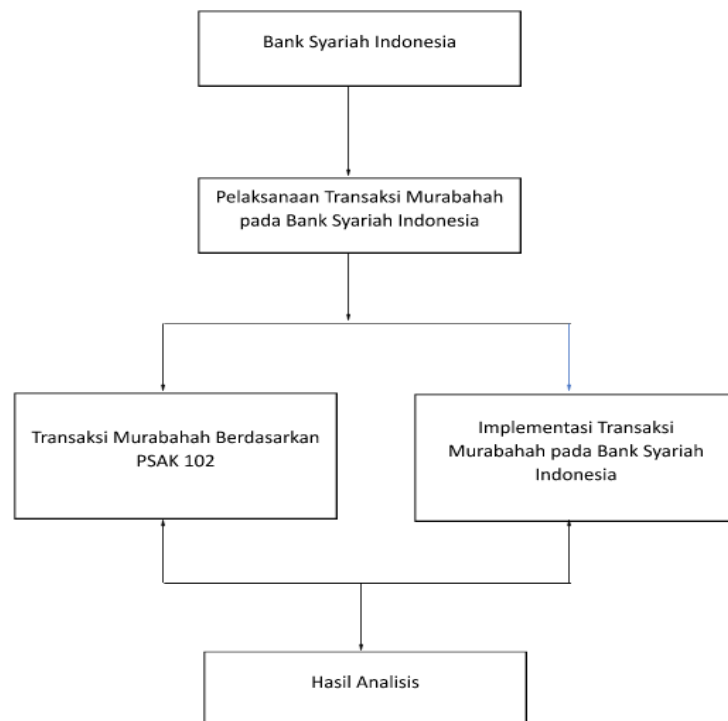 Bank Syariah Indonesia
Pelaksanaan Transaksi Murabahah
pada Bank Syariah Indonesia
Transaksi Murabahah Berdasarkan
PSAK 102
Implementasi Transaksi
Murabahah pada Bank Syariah
Indonesia
Hasil Analisis